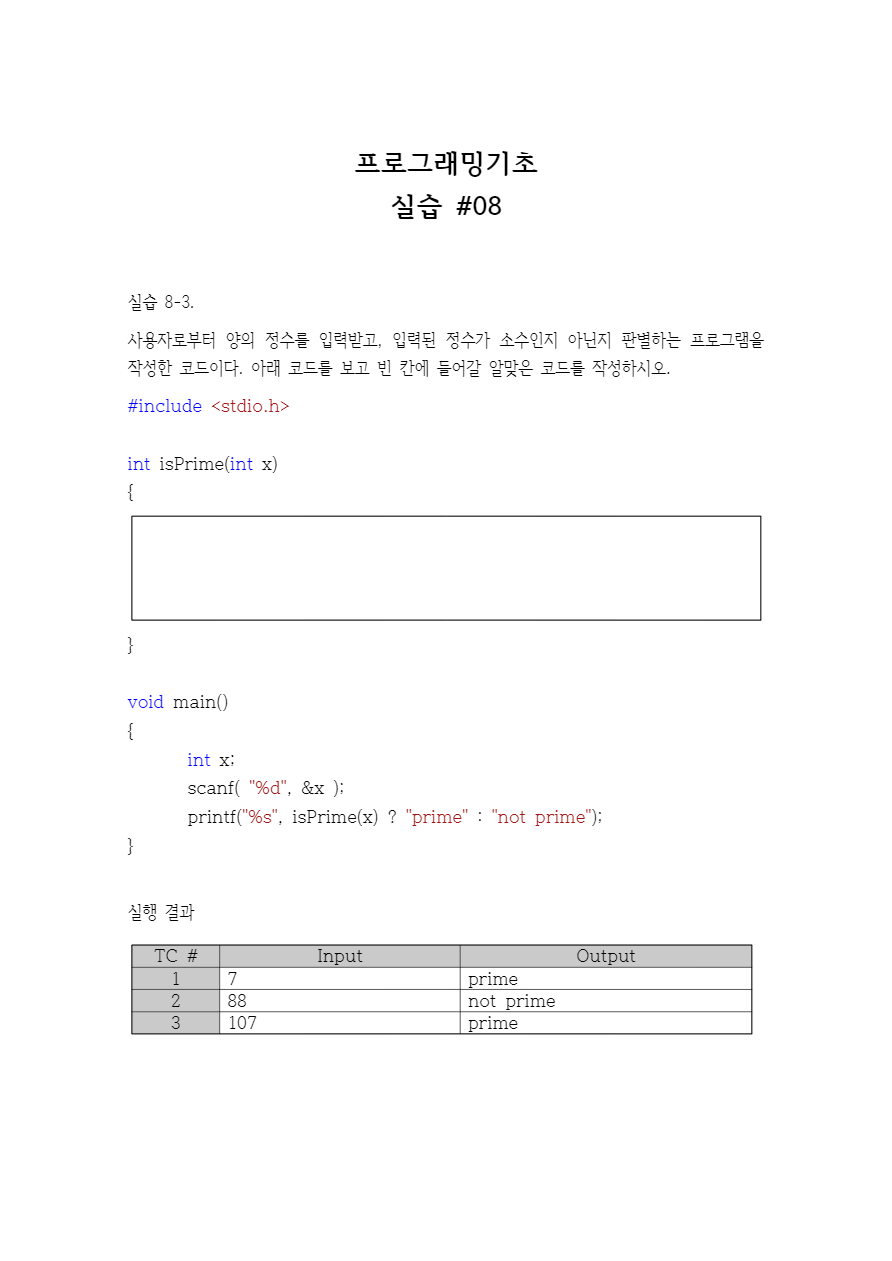 프로그래밍기초
실습 #08
실습 8-3.
사용자로부터 양의 정수를 입력받고, 입력된 정수가 소수인지 아닌지 판별하는 프로그램을
작성한 코드이다. 아래 코드를 보고 빈 칸에 들어갈 알맞은 코드를 작성하시오.
#include <stdio.h>
int isPrime(int x)
{
}
void main()
{
int x;
scanf( "%d", &x );
printf("%s", isPrime(x) ? "prime" : "not prime");
}
실행 결과
TC # Input Output
1 7 prime
2 88 not prime
3 107 prime